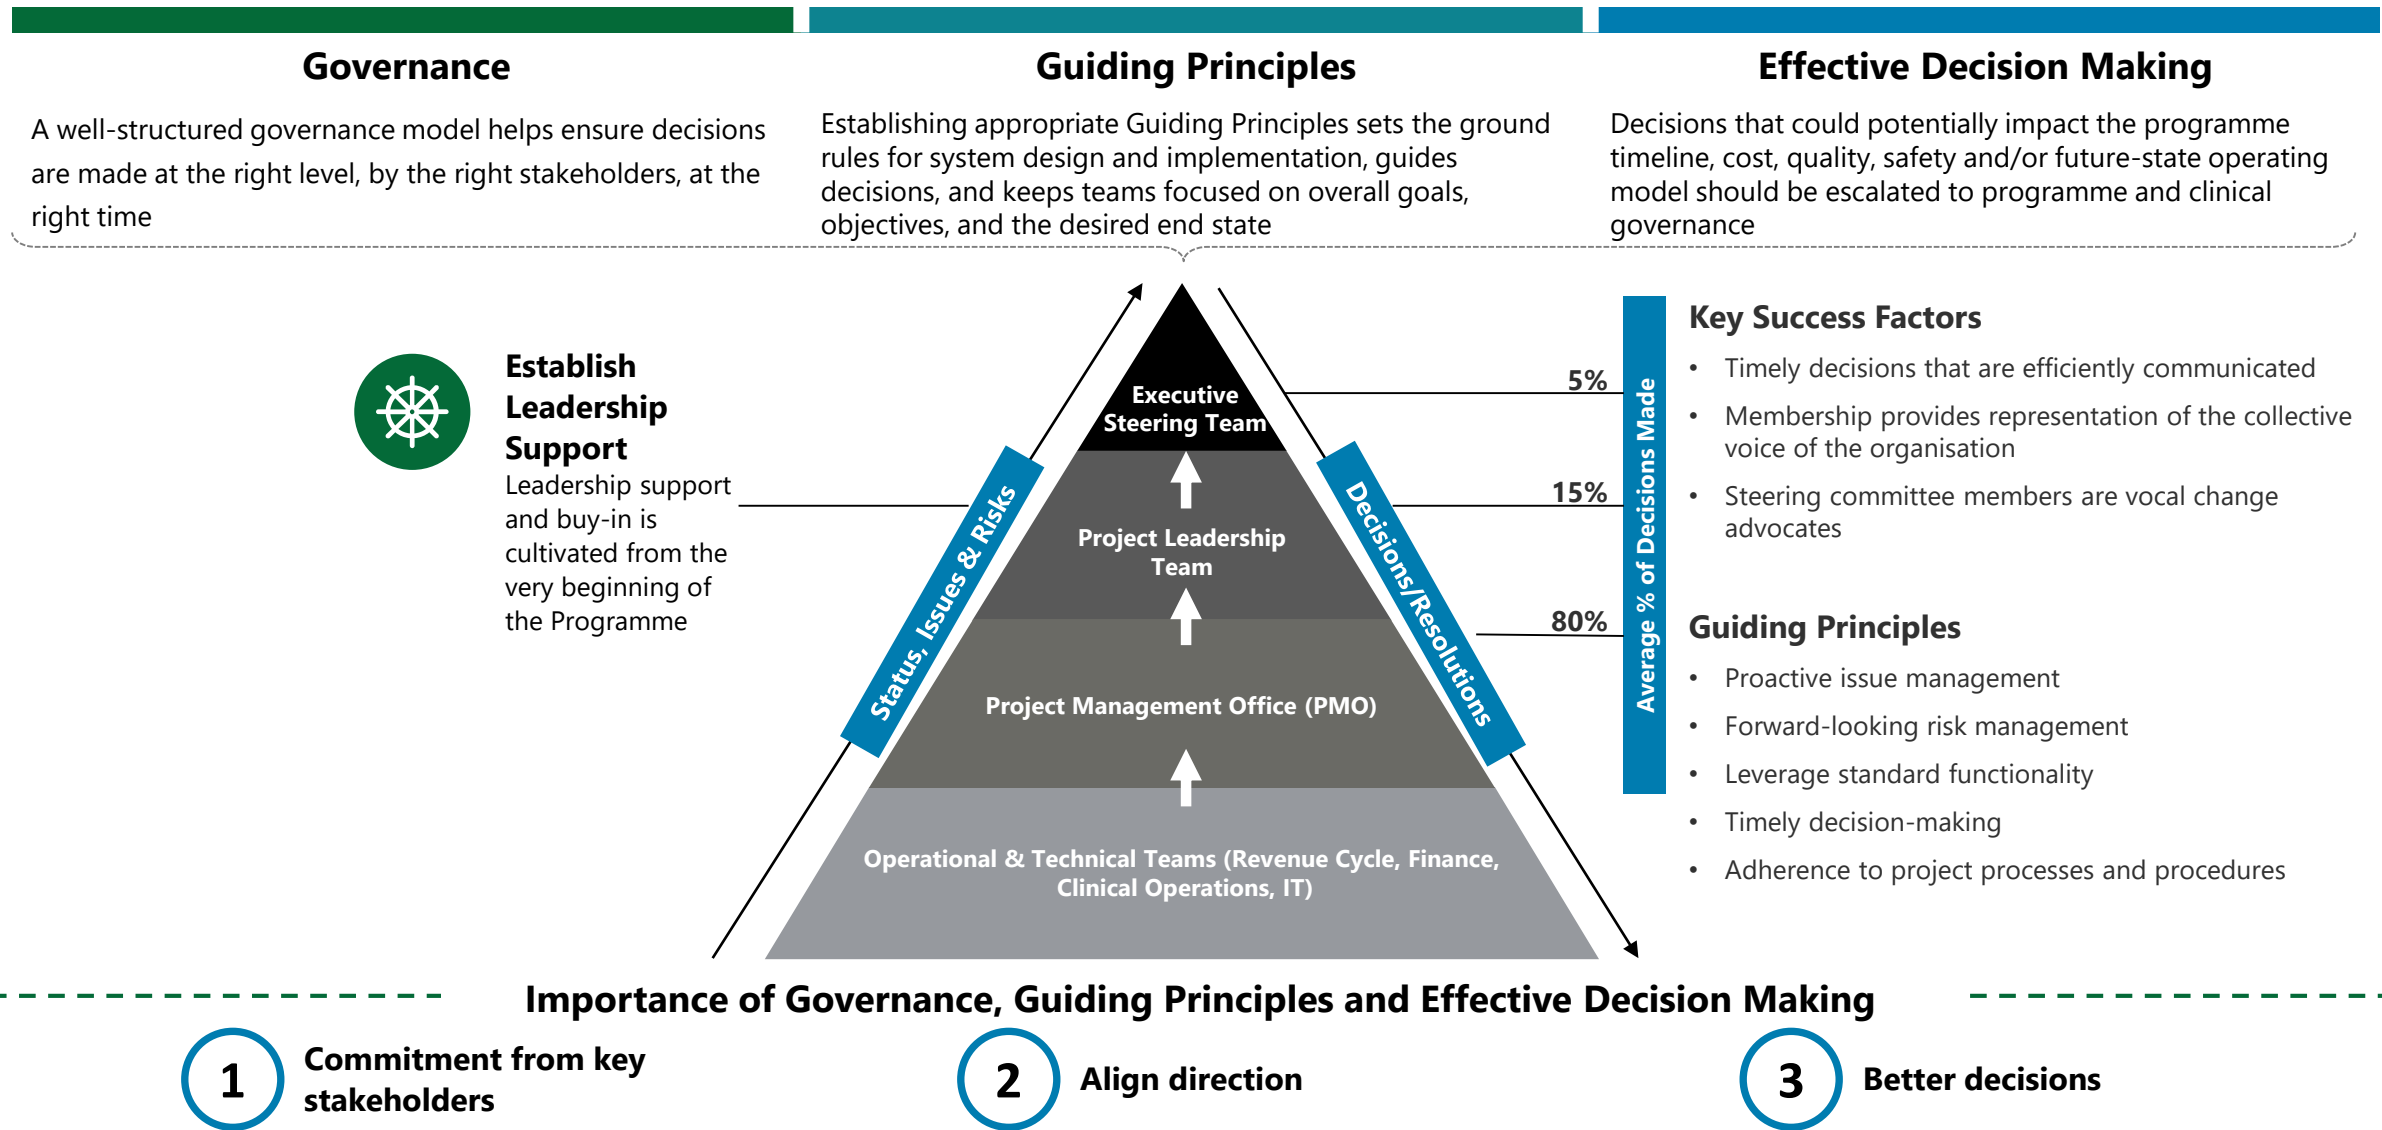 Governance
A well-structured governance model helps ensure decisions
are made at the right level, by the right stakeholders, at the
right time
Guiding Principles
Establishing appropriate Guiding Principles sets the ground
rules for system design and implementation, guides
decisions, and keeps teams focused on overall goals,
objectives, and the desired end state
Effective Decision Making
Decisions that could potentially impact the programme
timeline, cost, quality, safety and/or future-state operating
model should be escalated to programme and clinical
governance
Establish
Leadership
Support
Leadership support
and buy-in is
cultivated from the
very beginning of
the Programme
Status, Issues & Risks
Executive
Steering Team
Project Leadership
Team
Project Management Office (PMO)
Operational & Technical Teams (Revenue Cycle, Finance,
Clinical Operations, IT)
Decisions/Resolutions
5%
15%
80%
Average % of Decisions Made
Key Success Factors
• Timely decisions that are efficiently communicated
• Membership provides representation of the collective
voice of the organisation
• Steering committee members are vocal change
advocates
Guiding Principles
• Proactive issue management
• Forward-looking risk management
• Leverage standard functionality
• Timely decision-making
• Adherence to project processes and procedures
Importance of Governance, Guiding Principles and Effective Decision Making
1
Commitment from key
stakeholders
2
Align direction
3
Better decisions